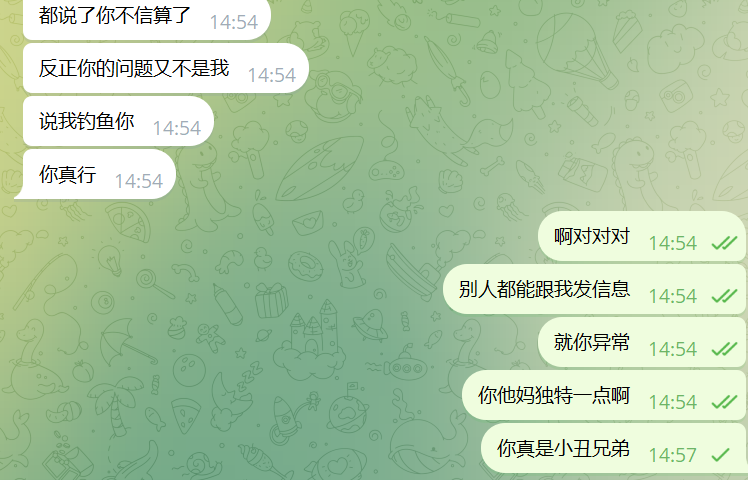 都说了你不信算了 14:54
反正你的问题又不是我 14:54
说我钓鱼你 14:54
你真行 14:54
啊对对对 14:54
别人都能跟我发信息 14:54
就你异常 14:54
你他妈独特一点啊 14:54
你真是小丑兄弟 14:57